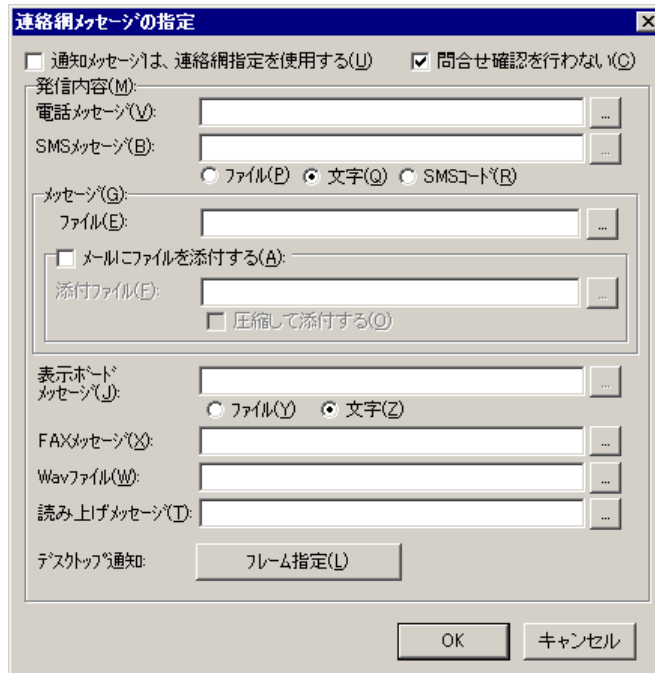 連絡網ﾒｯｾｰｼﾞの指定
通知ﾒｯｾｰｼﾞは、連絡網指定を使用する(U) 問合せ確認を行わない(C)
発信内容(M):
電話ﾒｯｾｰｼﾞ(V): ...
SMSﾒｯｾｰｼﾞ(B): ...
ﾌｧｲﾙ(P) 文字(Q) SMSｺｰﾄﾞ(R)
ﾒｯｾｰｼﾞ(G):
ﾌｧｲﾙ(E): ...
ﾒｰﾙにﾌｧｲﾙを添付する(A):
添付ﾌｧｲﾙ(F): ...
圧縮して添付する(O)
表示ﾎﾞｰﾄﾞ
ﾒｯｾｰｼﾞ(J): ...
ﾌｧｲﾙ(Y) 文字(Z)
FAXﾒｯｾｰｼﾞ(X): ...
Wavﾌｧｲﾙ(W): ...
読み上げﾒｯｾｰｼﾞ(T): ...
ﾃﾞｽｸﾄｯﾌﾟ通知: ﾌﾚｰﾑ指定(L)
OK キャンセル